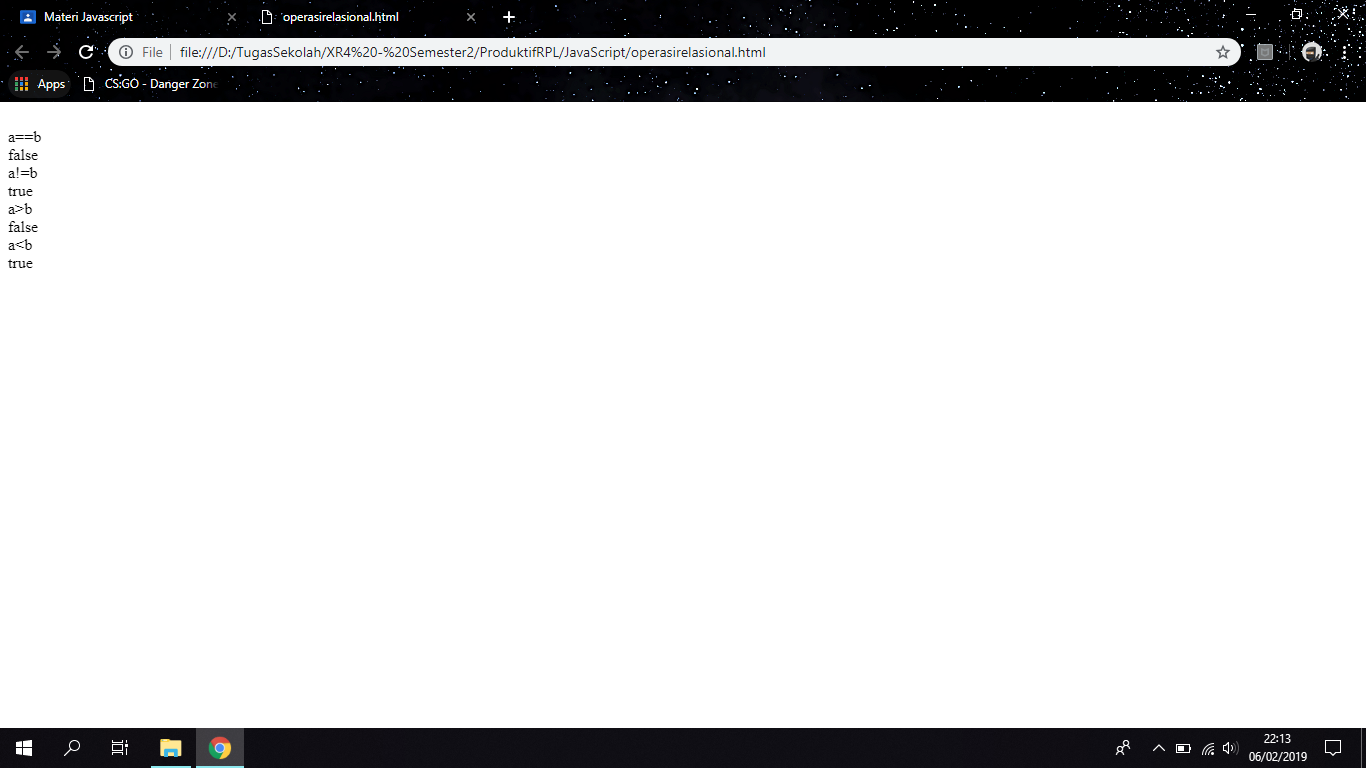 Materi Javascript
operasirelasional.html
File
file:///D:/TugasSekolah/XR4%20-%20Semester2/ProduktifRPL/JavaScript/operasirelasional.html
Apps
CS:GO - Danger Zone
a==b
false
a!=b
true
a>b
false
a<b
true
22:13
06/02/2019